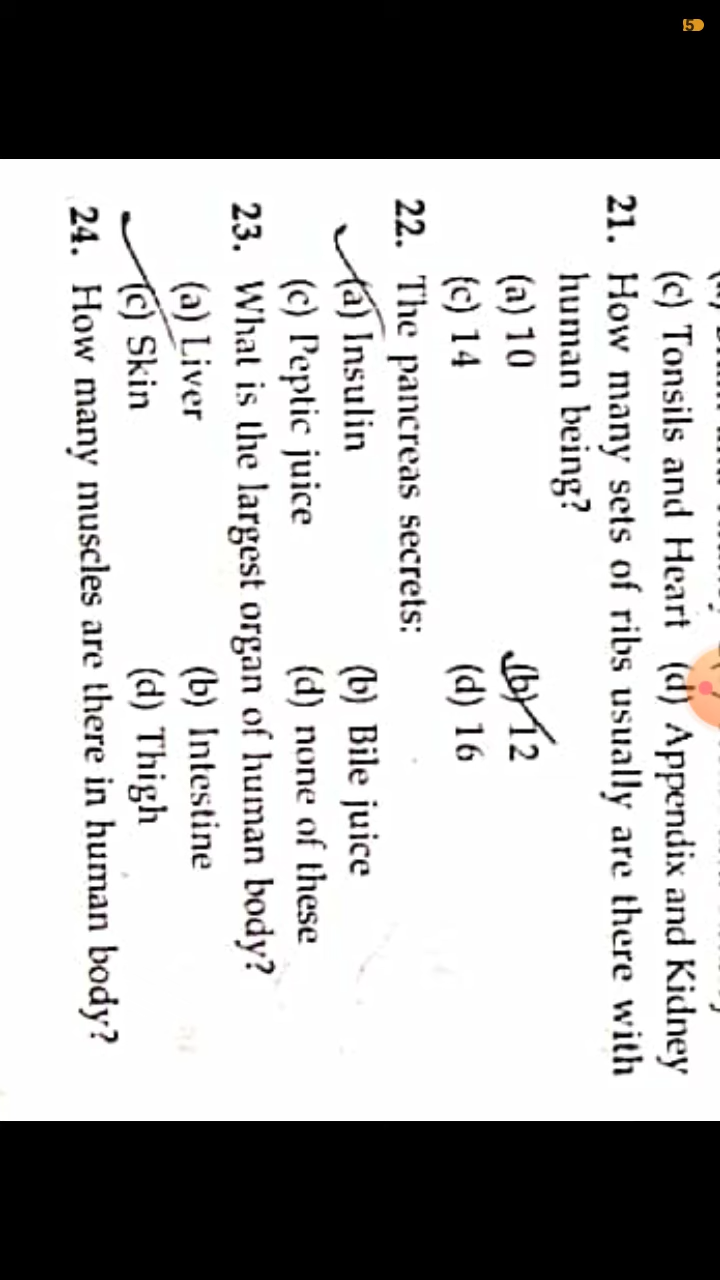 (c) Tonsils and Heart (d) Appendix and Kidney
21. How many sets of ribs usually are there with
human being?
(a) 10 (b) 12
(c) 14 (d) 16
22. The pancreas secrets:
(a) Insulin (b) Bile juice
(c) Peptic juice (d) none of these
23. What is the largest organ of human body?
(a) Liver (b) Intestine
(c) Skin (d) Thigh
24. How many muscles are there in human body?